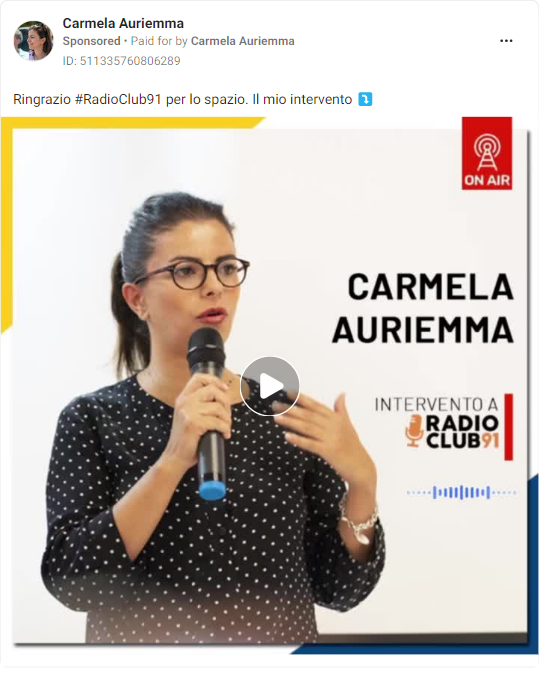 Carmela Auriemma
Sponsored • Paid for by Carmela Auriemma
ID: 511335760806289
Ringrazio #RadioClub91 per lo spazio. Il mio intervento ⤵️
ON AIR
CARMELA
AURIEMMA
INTERVENTO A
RADIO
CLUB91